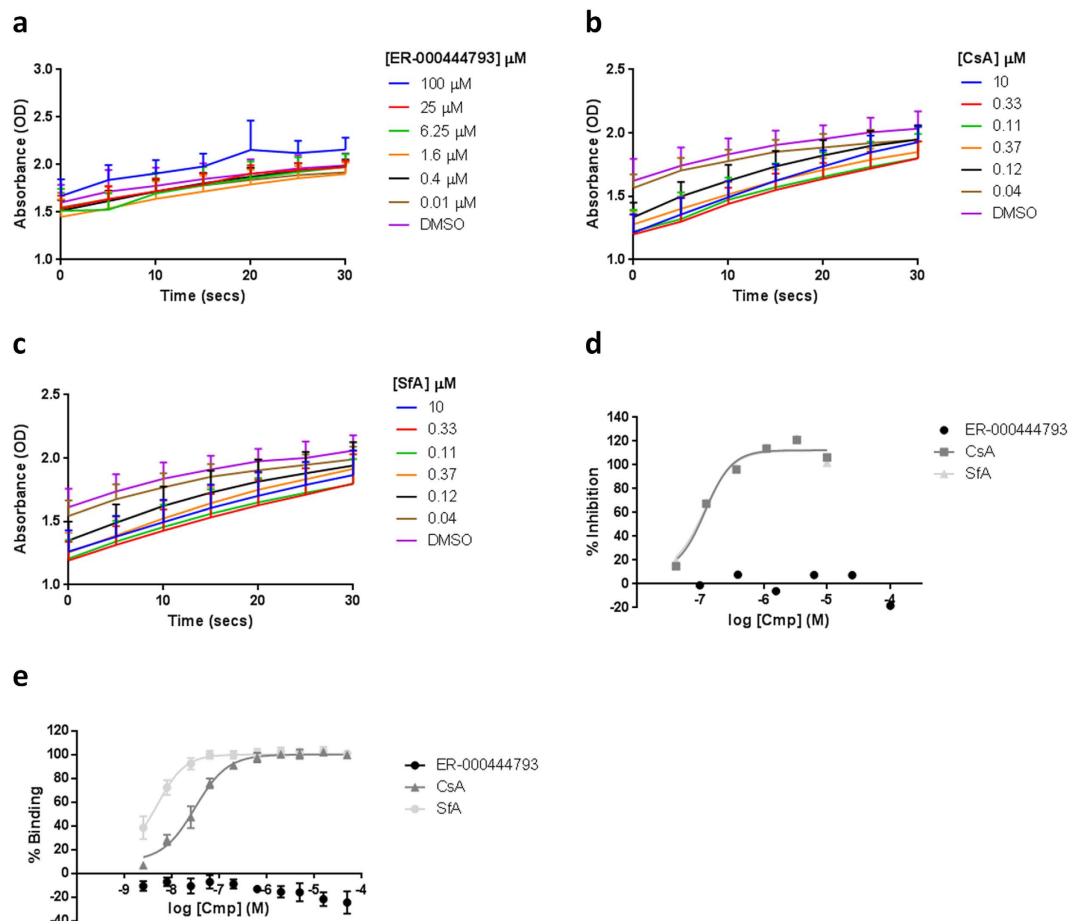 a
[ER-000444793] μM
100 μM
25 μM
6.25 μM
1.6 μM
0.4 μM
0.01 μM
DMSO
Absorbance (OD)
3.0
2.5
2.0
1.5
1.0
0 10 20 30
Time (secs)
b
[CsA] μM
10
0.33
0.11
0.37
0.12
0.04
DMSO
Absorbance (OD)
2.5
2.0
1.5
1.0
0 10 20 30
Time (secs)
c
[SfA] μM
10
0.33
0.11
0.37
0.12
0.04
DMSO
Absorbance (OD)
2.5
2.0
1.5
1.0
0 10 20 30
Time (secs)
d
ER-000444793
CsA
SfA
% Inhibition
140
120
100
80
60
40
20
0
-20
-7 -6 -5 -4
log [Cmp] (M)
e
ER-000444793
CsA
SfA
% Binding
120
100
80
60
40
20
0
-20
-40
-9 -8 -7 -6 -5 -4
log [Cmp] (M)